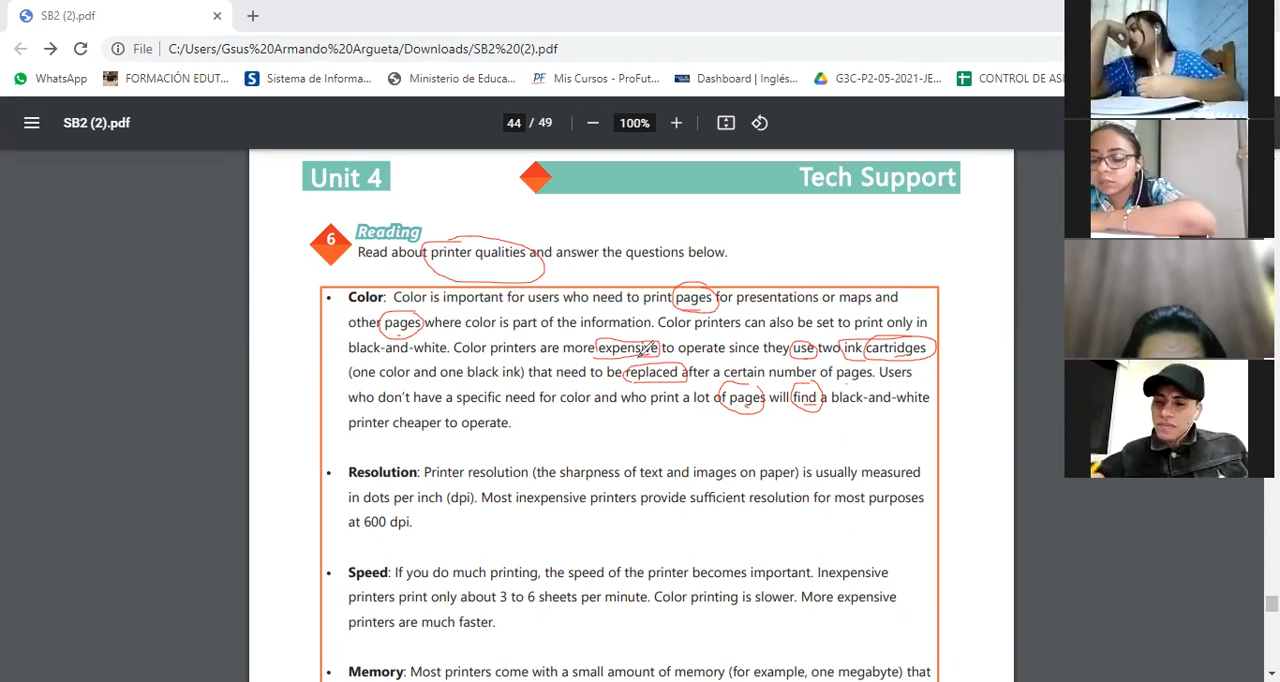 SB2 (2).pdf
File
C:/Users/Gsus%20Armando%20Argueta/Downloads/SB2%20(2).pdf
WhatsApp
FORMACIÓN EDUT...
Sistema de Informa...
Ministerio de Educa...
Mis Cursos - ProFut...
Dashboard | Inglés...
G3C-P2-05-2021-JE...
CONTROL DE ASI
SB2 (2).pdf
44 / 49
100%
Unit 4
Tech Support
6
Reading
Read about printer qualities and answer the questions below.
• Color: Color is important for users who need to print pages for presentations or maps and
other pages where color is part of the information. Color printers can also be set to print only in
black-and-white. Color printers are more expensive to operate since they use two ink cartridges
(one color and one black ink) that need to be replaced after a certain number of pages. Users
who don't have a specific need for color and who print a lot of pages will find a black-and-white
printer cheaper to operate.
• Resolution: Printer resolution (the sharpness of text and images on paper) is usually measured
in dots per inch (dpi). Most inexpensive printers provide sufficient resolution for most purposes
at 600 dpi.
• Speed: If you do much printing, the speed of the printer becomes important. Inexpensive
printers print only about 3 to 6 sheets per minute. Color printing is slower. More expensive
printers are much faster.
• Memory: Most printers come with a small amount of memory (for example, one megabyte) that